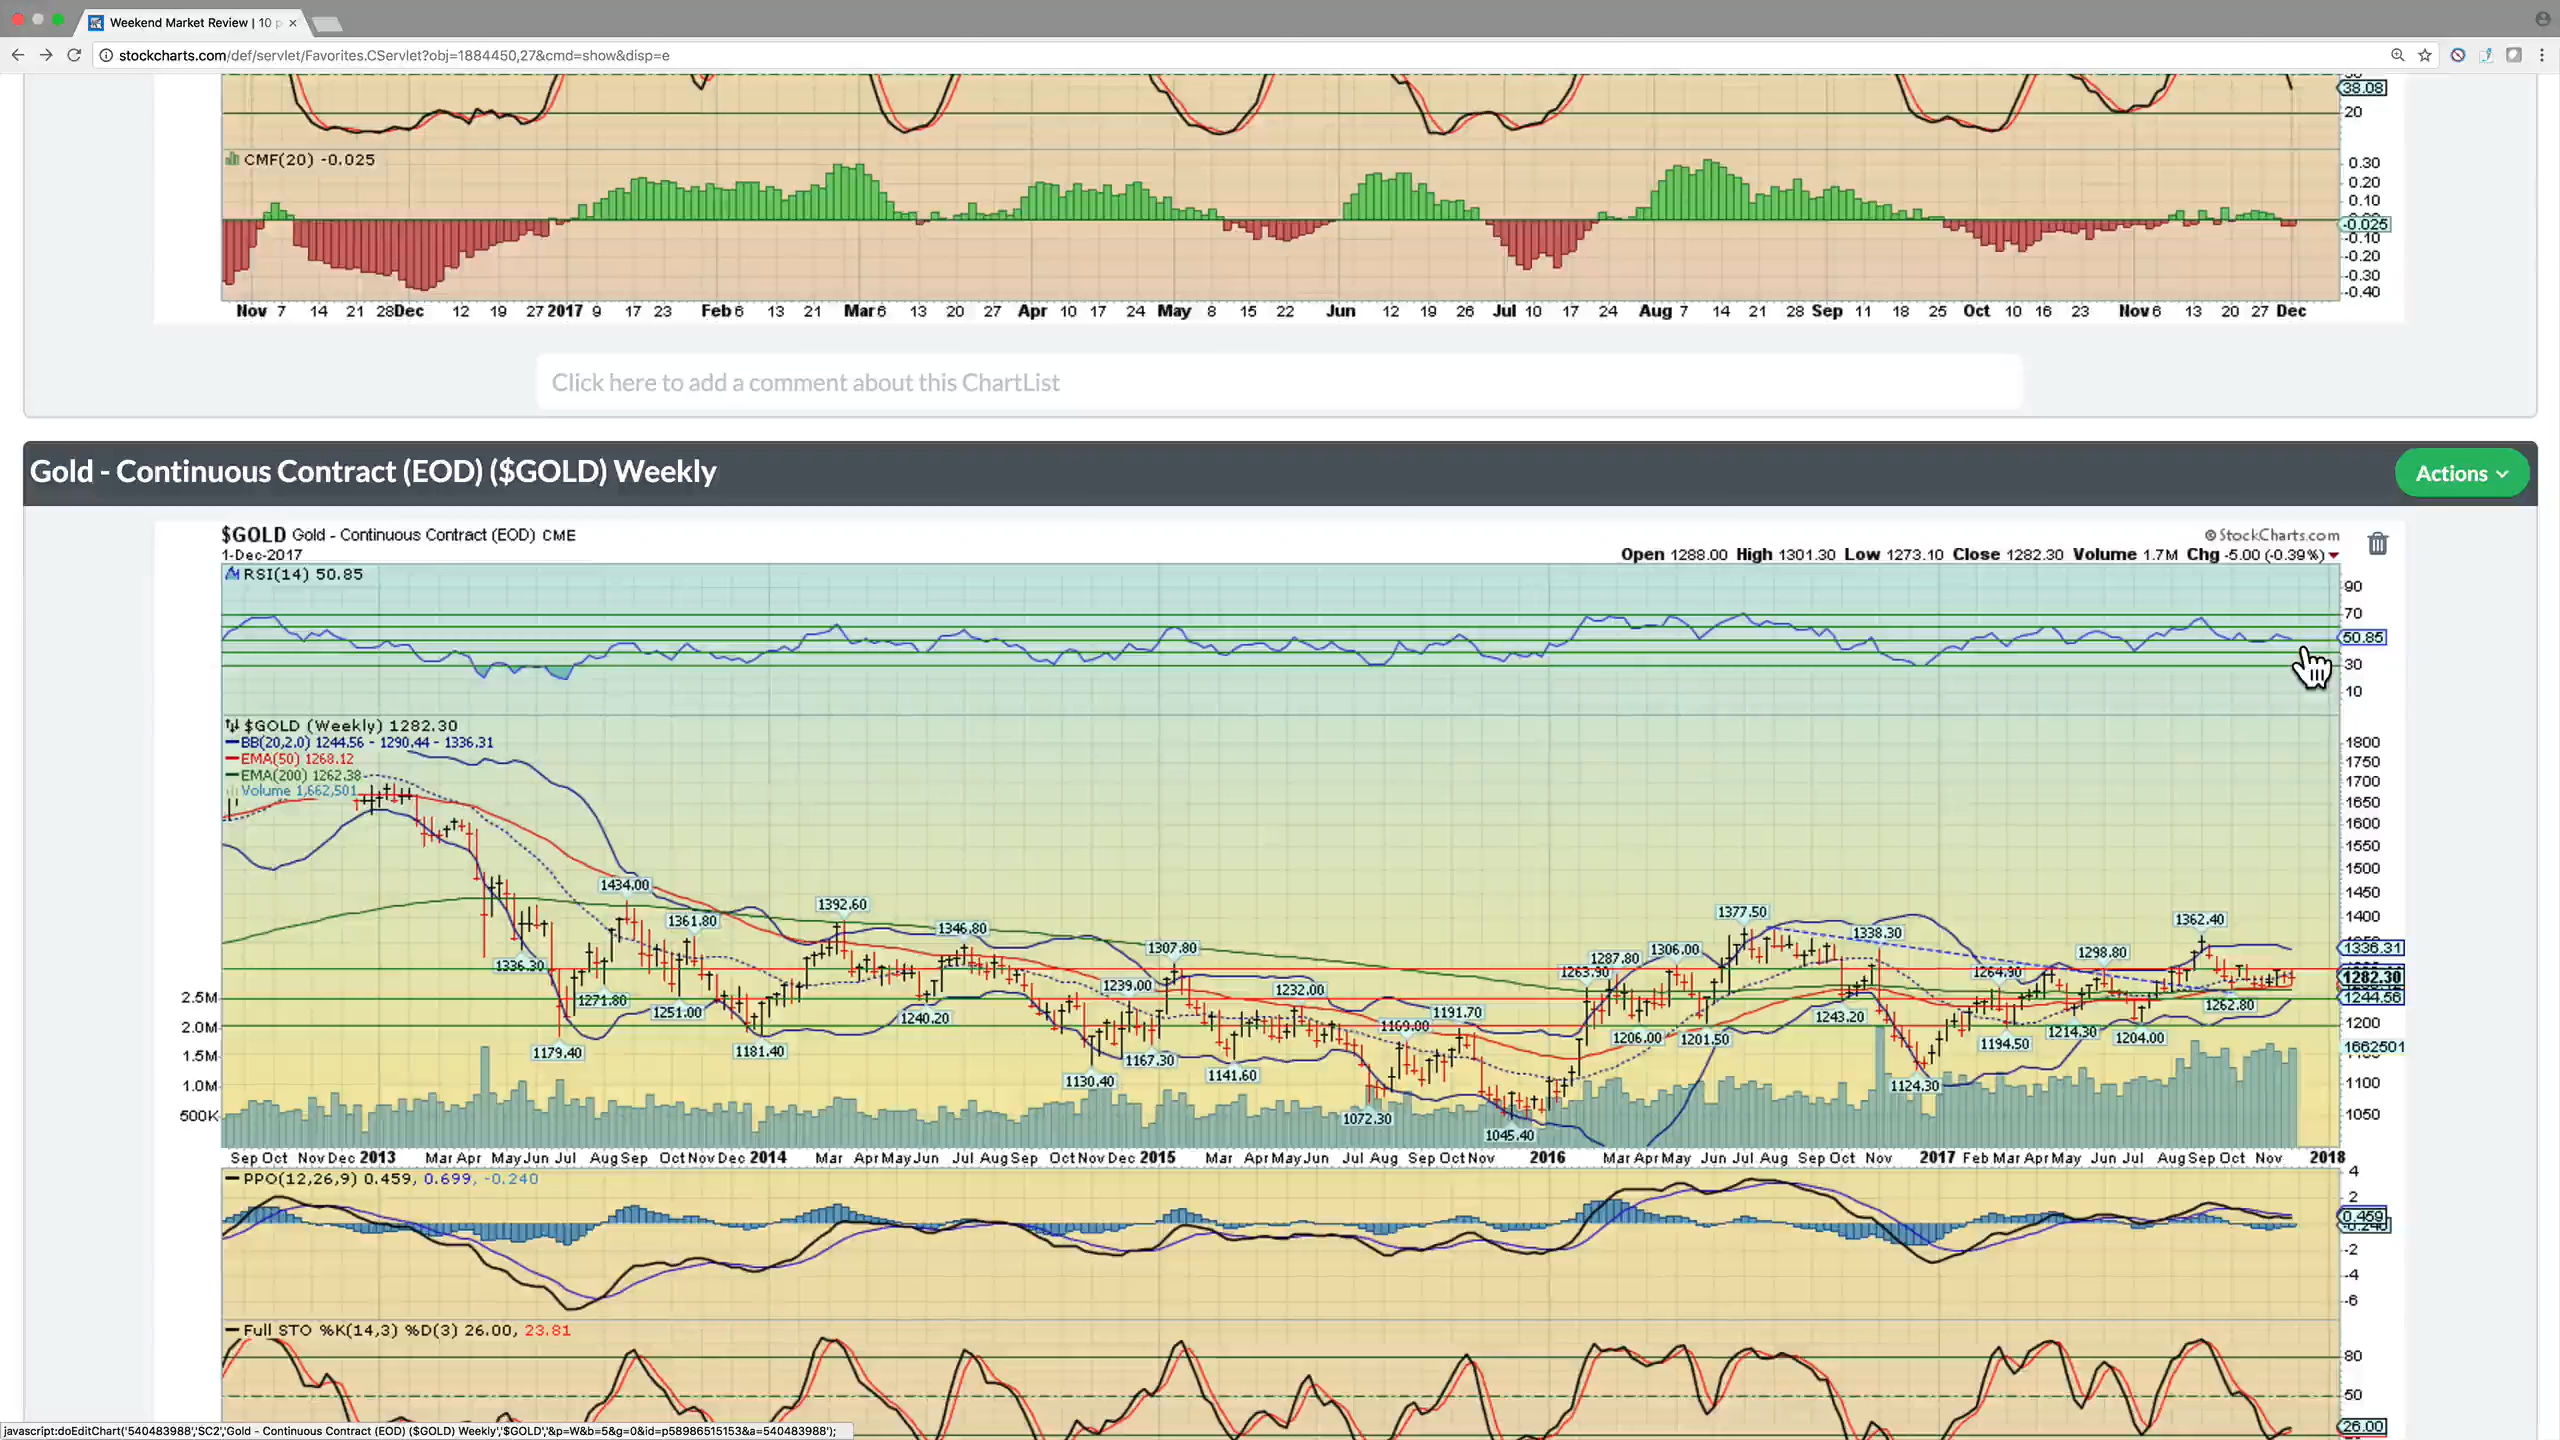 Weekend Market Review | 10 p
stockcharts.com/def/servlet/Favorites.CServlet?obj=1884450,27&cmd=show&disp=e
38.08
20
CMF(20) -0.025
0.30
0.20
0.10
-0.025
-0.10
-0.20
-0.30
-0.40
Nov 7 14 21 28 Dec 12 19 27 2017 9 17 23 Feb 6 13 21 Mar 6 13 20 27 Apr 10 17 24 May 8 15 22 Jun 12 19 26 Jul 10 17 24 Aug 7 14 21 28 Sep 11 18 25 Oct 10 16 23 Nov 6 13 20 27 Dec
Click here to add a comment about this ChartList
Gold - Continuous Contract (EOD) ($GOLD) Weekly
Actions
$GOLD Gold - Continuous Contract (EOD) CME
© StockCharts.com
1-Dec-2017
Open 1288.00 High 1301.30 Low 1273.10 Close 1282.30 Volume 1.7M Chg -5.00 (-0.39%)
RSI(14) 50.85
90
70
50.85
30
10
$GOLD (Weekly) 1282.30
BB(20,2.0) 1244.56 - 1290.44 - 1336.31
EMA(50) 1268.12
EMA(200) 1262.38
Volume 1,662,501
1800
1750
1700
1650
1600
1550
1500
1450
1400
1336.31
1282.30
1244.56
1200
1662501
1100
1050
2.5M
2.0M
1.5M
1.0M
500K
1434.00
1361.80
1392.60
1346.80
1307.80
1377.50
1338.30
1362.40
1336.30
1271.80
1251.00
1240.20
1239.00
1232.00
1263.90
1287.80
1306.00
1264.90
1298.80
1179.40
1181.40
1130.40
1167.30
1141.60
1169.00
1191.70
1072.30
1045.40
1206.00
1201.50
1243.20
1124.30
1194.50
1214.30
1204.00
1262.80
Sep Oct Nov Dec 2013 Mar Apr May Jun Jul Aug Sep Oct Nov Dec 2014 Mar Apr May Jun Jul Aug Sep Oct Nov Dec 2015 Mar Apr May Jun Jul Aug Sep Oct Nov 2016 Mar Apr May Jun Jul Aug Sep Oct Nov 2017 Feb Mar Apr May Jun Jul Aug Sep Oct Nov 2018
PPO(12,26,9) 0.459, 0.699, -0.240
4
2
0.459
-2
-4
-6
Full STO %K(14,3) %D(3) 26.00, 23.81
80
50
26.00
javascript:doEditChart('540483988','SC2','Gold - Continuous Contract (EOD) ($GOLD) Weekly','$GOLD','&p=W&b=5&g=0&id=p58986515153&a=540483988');